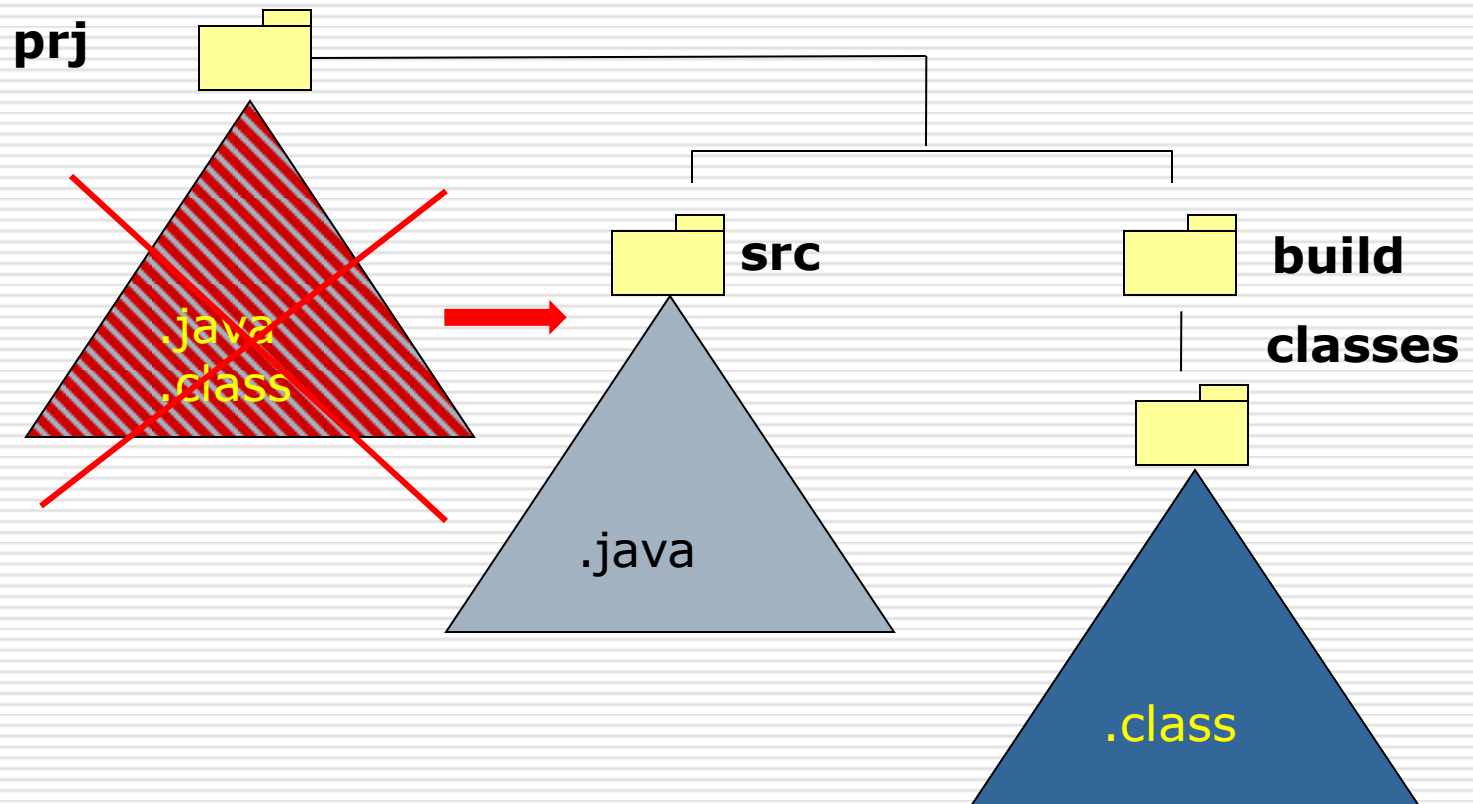 prj
src
build
classes
.java
.class
.java
.class